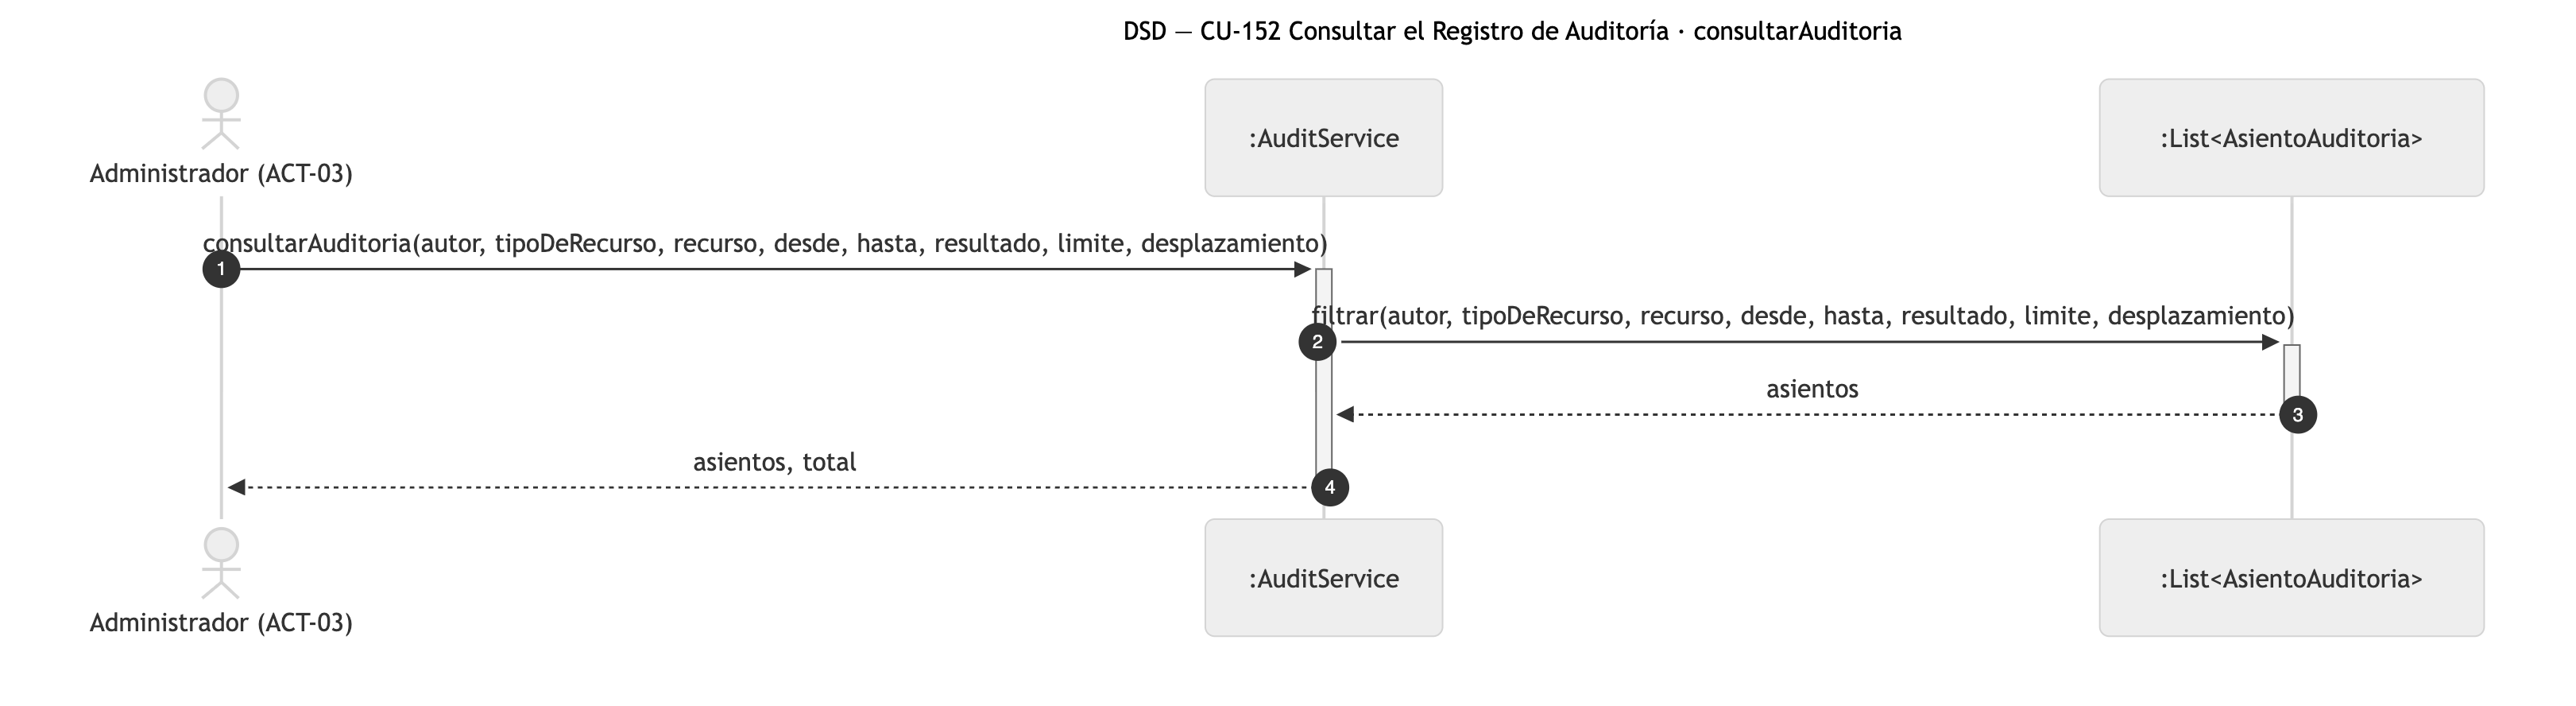 DSD — CU-152 Consultar el Registro de Auditoría · consultarAuditoria
Administrador (ACT-03)
:AuditService
:List<AsientoAuditoria>
consultarAuditoria(autor, tipoDeRecurso, recurso, desde, hasta, resultado, limite, desplazamiento)
1
filtrar(autor, tipoDeRecurso, recurso, desde, hasta, resultado, limite, desplazamiento)
2
asientos
3
asientos, total
4
Administrador (ACT-03)
:AuditService
:List<AsientoAuditoria>